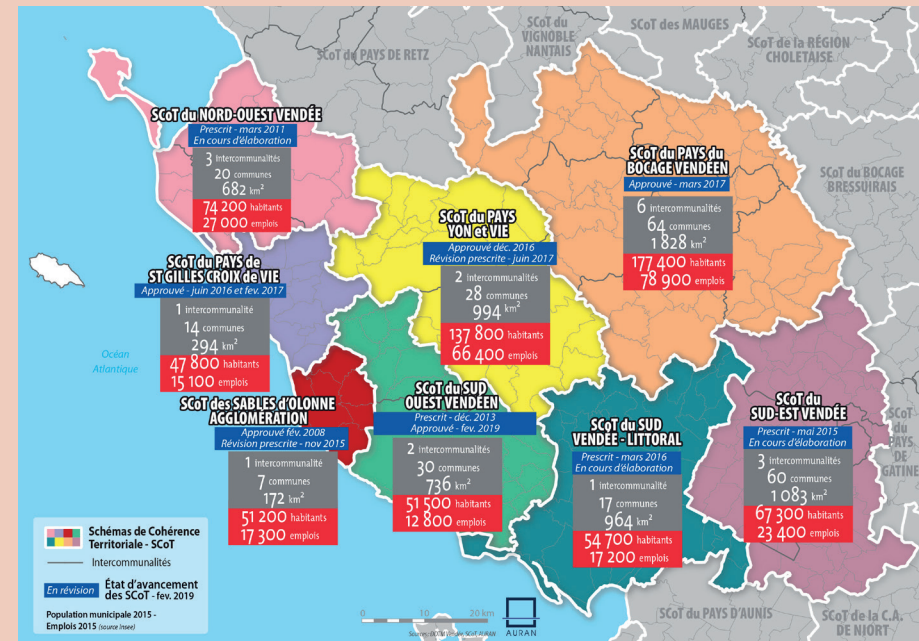 SCoT du PAYS DE RETZ
SCoT du
VIGNOBLE
NANTAIS
SCoT des MAUGES
SCoT de la RÉGION
CHOLETAISE
SCoT du NORD-OUEST VENDÉE
Prescrit - mars 2011
En cours d'élaboration
3 intercommunalités
20 communes
682 km²
74 200 habitants
27 000 emplois
SCoT du PAYS du
BOCAGE VENDÉEN
Approuvé - mars 2017
6 intercommunalités
64 communes
1 828 km²
177 400 habitants
78 900 emplois
SCoT du BOCAGE
BRESSUIRAIS
SCoT du PAYS
YON et VIE
Approuvé déc. 2016
Révision prescrite - juin 2017
2 intercommunalités
28 communes
994 km²
137 800 habitants
66 400 emplois
SCoT du PAYS de
ST GILLES CROIX de VIE
Approuvé - juin 2016 et fev. 2017
1 intercommunalité
14 communes
294 km²
47 800 habitants
15 100 emplois
Océan
Atlantique
SCoT des SABLES d'OLONNE
AGGLOMÉRATION
Approuvé fév. 2008
Révision prescrite - nov 2015
1 intercommunalité
7 communes
172 km²
51 200 habitants
17 300 emplois
SCoT du SUD
OUEST VENDÉEN
Prescrit - déc. 2013
Approuvé - fev. 2019
2 intercommunalités
30 communes
736 km²
51 500 habitants
12 800 emplois
SCoT du SUD
VENDÉE - LITTORAL
Prescrit - mars 2016
En cours d'élaboration
1 intercommunalité
17 communes
964 km²
54 700 habitants
17 200 emplois
SCoT du
SUD-EST VENDÉE
Prescrit - mai 2015
En cours d'élaboration
3 intercommunalités
60 communes
1 083 km²
67 300 habitants
23 400 emplois
SCoT
du
PAYS
DE
GATINE
Schémas de Cohérence
Territoriale - SCoT
Intercommunalités
En révision
État d'avancement
des SCoT - fev. 2019
Population municipale 2015 -
Emplois 2015 (source Insee)
0 10 20 km
AURAN
SCoT du PAYS D'AUNIS
SCoT de la C.A.
DE NIORT